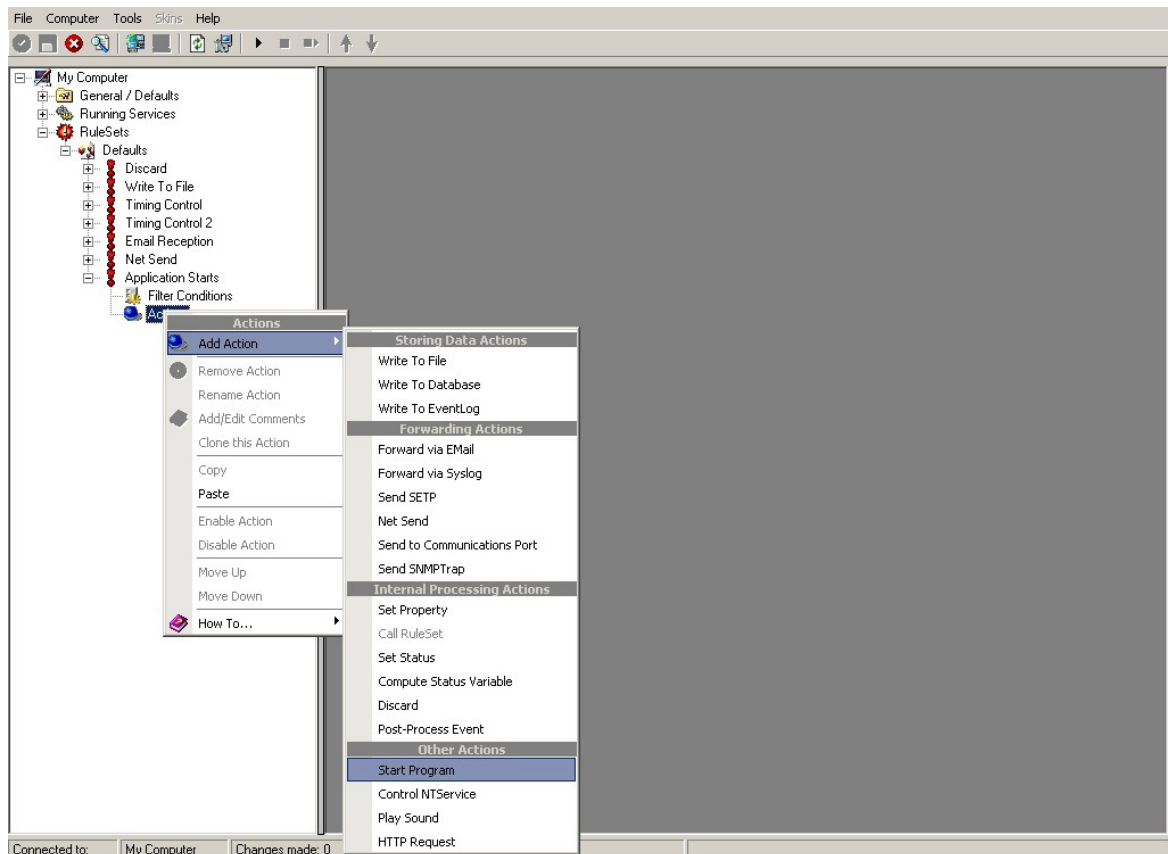 File Computer Tools Skins Help
My Computer
General / Defaults
Running Services
RuleSets
Defaults
Discard
Write To File
Timing Control
Timing Control 2
Email Reception
Net Send
Application Starts
Filter Conditions
Actions
Add Action
Remove Action
Rename Action
Add/Edit Comments
Clone this Action
Copy
Paste
Enable Action
Disable Action
Move Up
Move Down
How To...
Storing Data Actions
Write To File
Write To Database
Write To EventLog
Forwarding Actions
Forward via EMail
Forward via Syslog
Send SETP
Net Send
Send to Communications Port
Send SNMPTrap
Internal Processing Actions
Set Property
Call RuleSet
Set Status
Compute Status Variable
Discard
Post-Process Event
Other Actions
Start Program
Control NTService
Play Sound
HTTP Request
Connected to: My Computer Changes made: 0